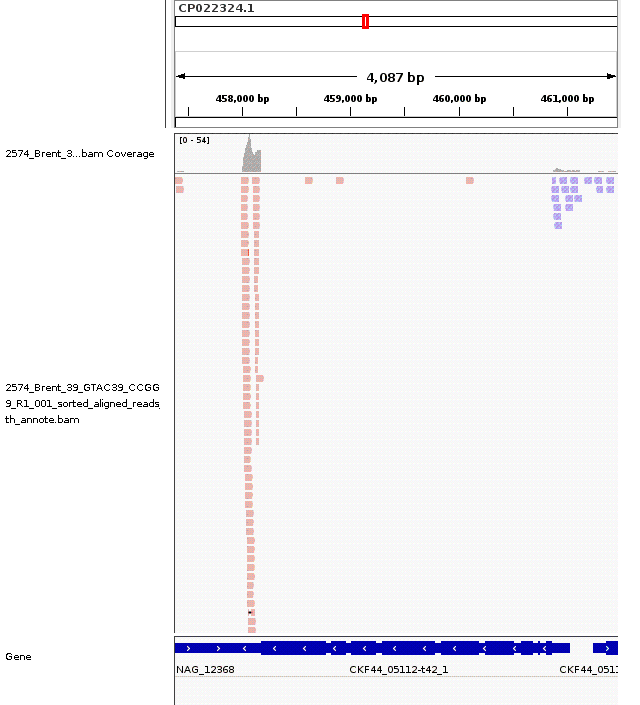 CP022324.1
4,087 bp
458,000 bp 459,000 bp 460,000 bp 461,000 bp
2574_Brent_3...bam Coverage
[0 - 54]
2574_Brent_39_GTAC39_CCGG
9_R1_001_sorted_aligned_reads_
th_annote.bam
Gene
NAG_12368 CKF44_05112-t42_1 CKF44_0511